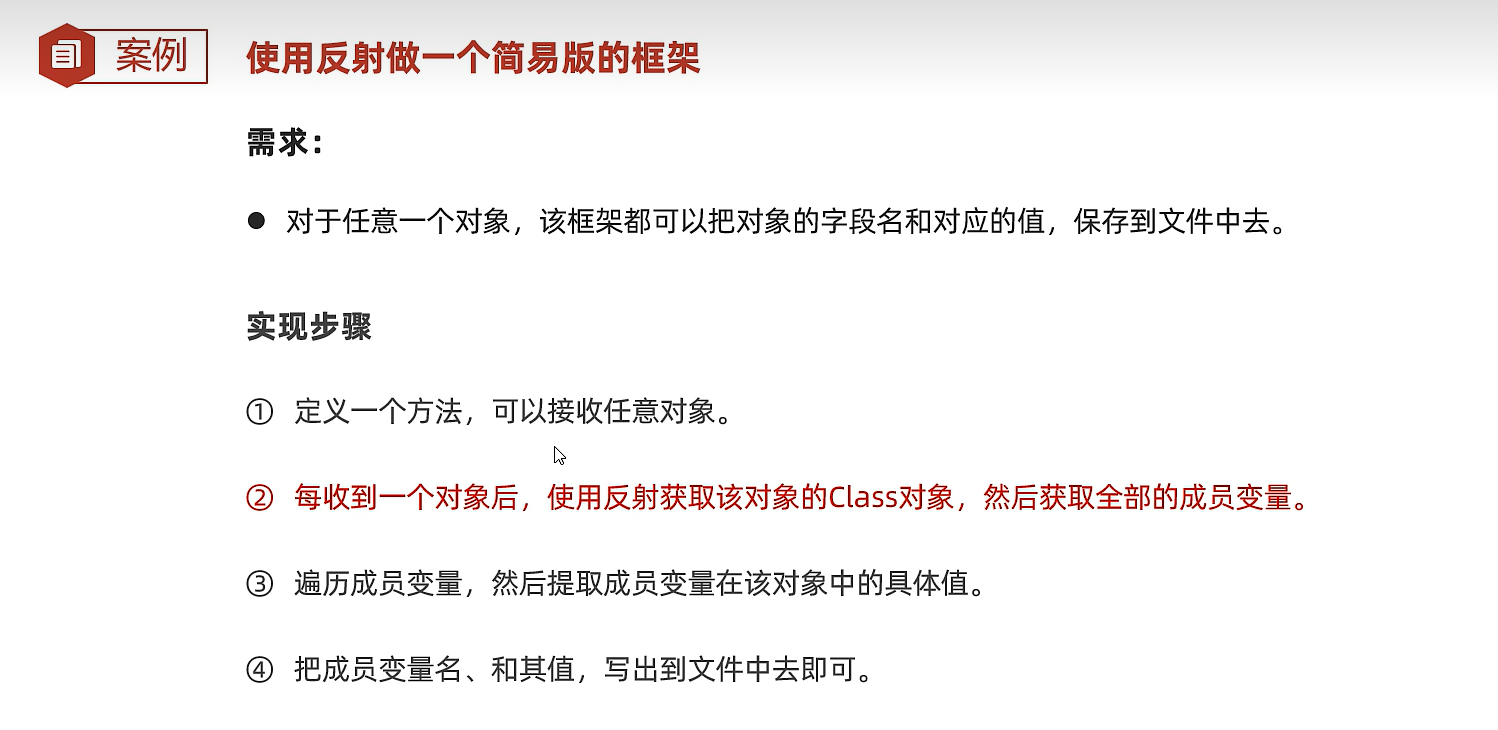 案例
使用反射做一个简易版的框架
需求：
● 对于任意一个对象，该框架都可以把对象的字段名和对应的值，保存到文件中去。
实现步骤
① 定义一个方法，可以接收任意对象。
② 每收到一个对象后，使用反射获取该对象的Class对象，然后获取全部的成员变量。
③ 遍历成员变量，然后提取成员变量在该对象中的具体值。
④ 把成员变量名、和其值，写出到文件中去即可。